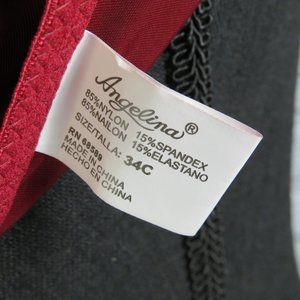 Angelina®
85%NYLON 15%SPANDEX
85%NAILON 15%ELASTANO
SIZE/TALLA: 34C
RN 68589
MADE IN CHINA
HECHO EN CHINA